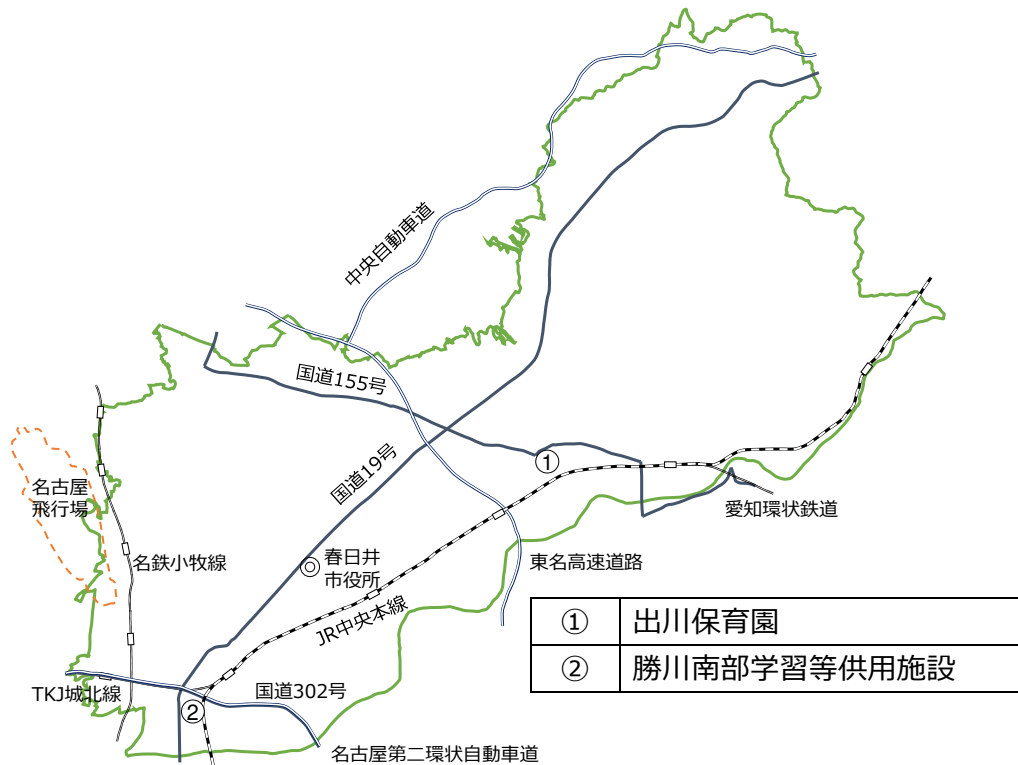 中央自動車道
国道155号
国道19号
①
名古屋
飛行場
愛知環状鉄道
名鉄小牧線
春日井
市役所
東名高速道路
JR中央本線
TKJ城北線
国道302号
②
名古屋第二環状自動車道
① 出川保育園
② 勝川南部学習等供用施設